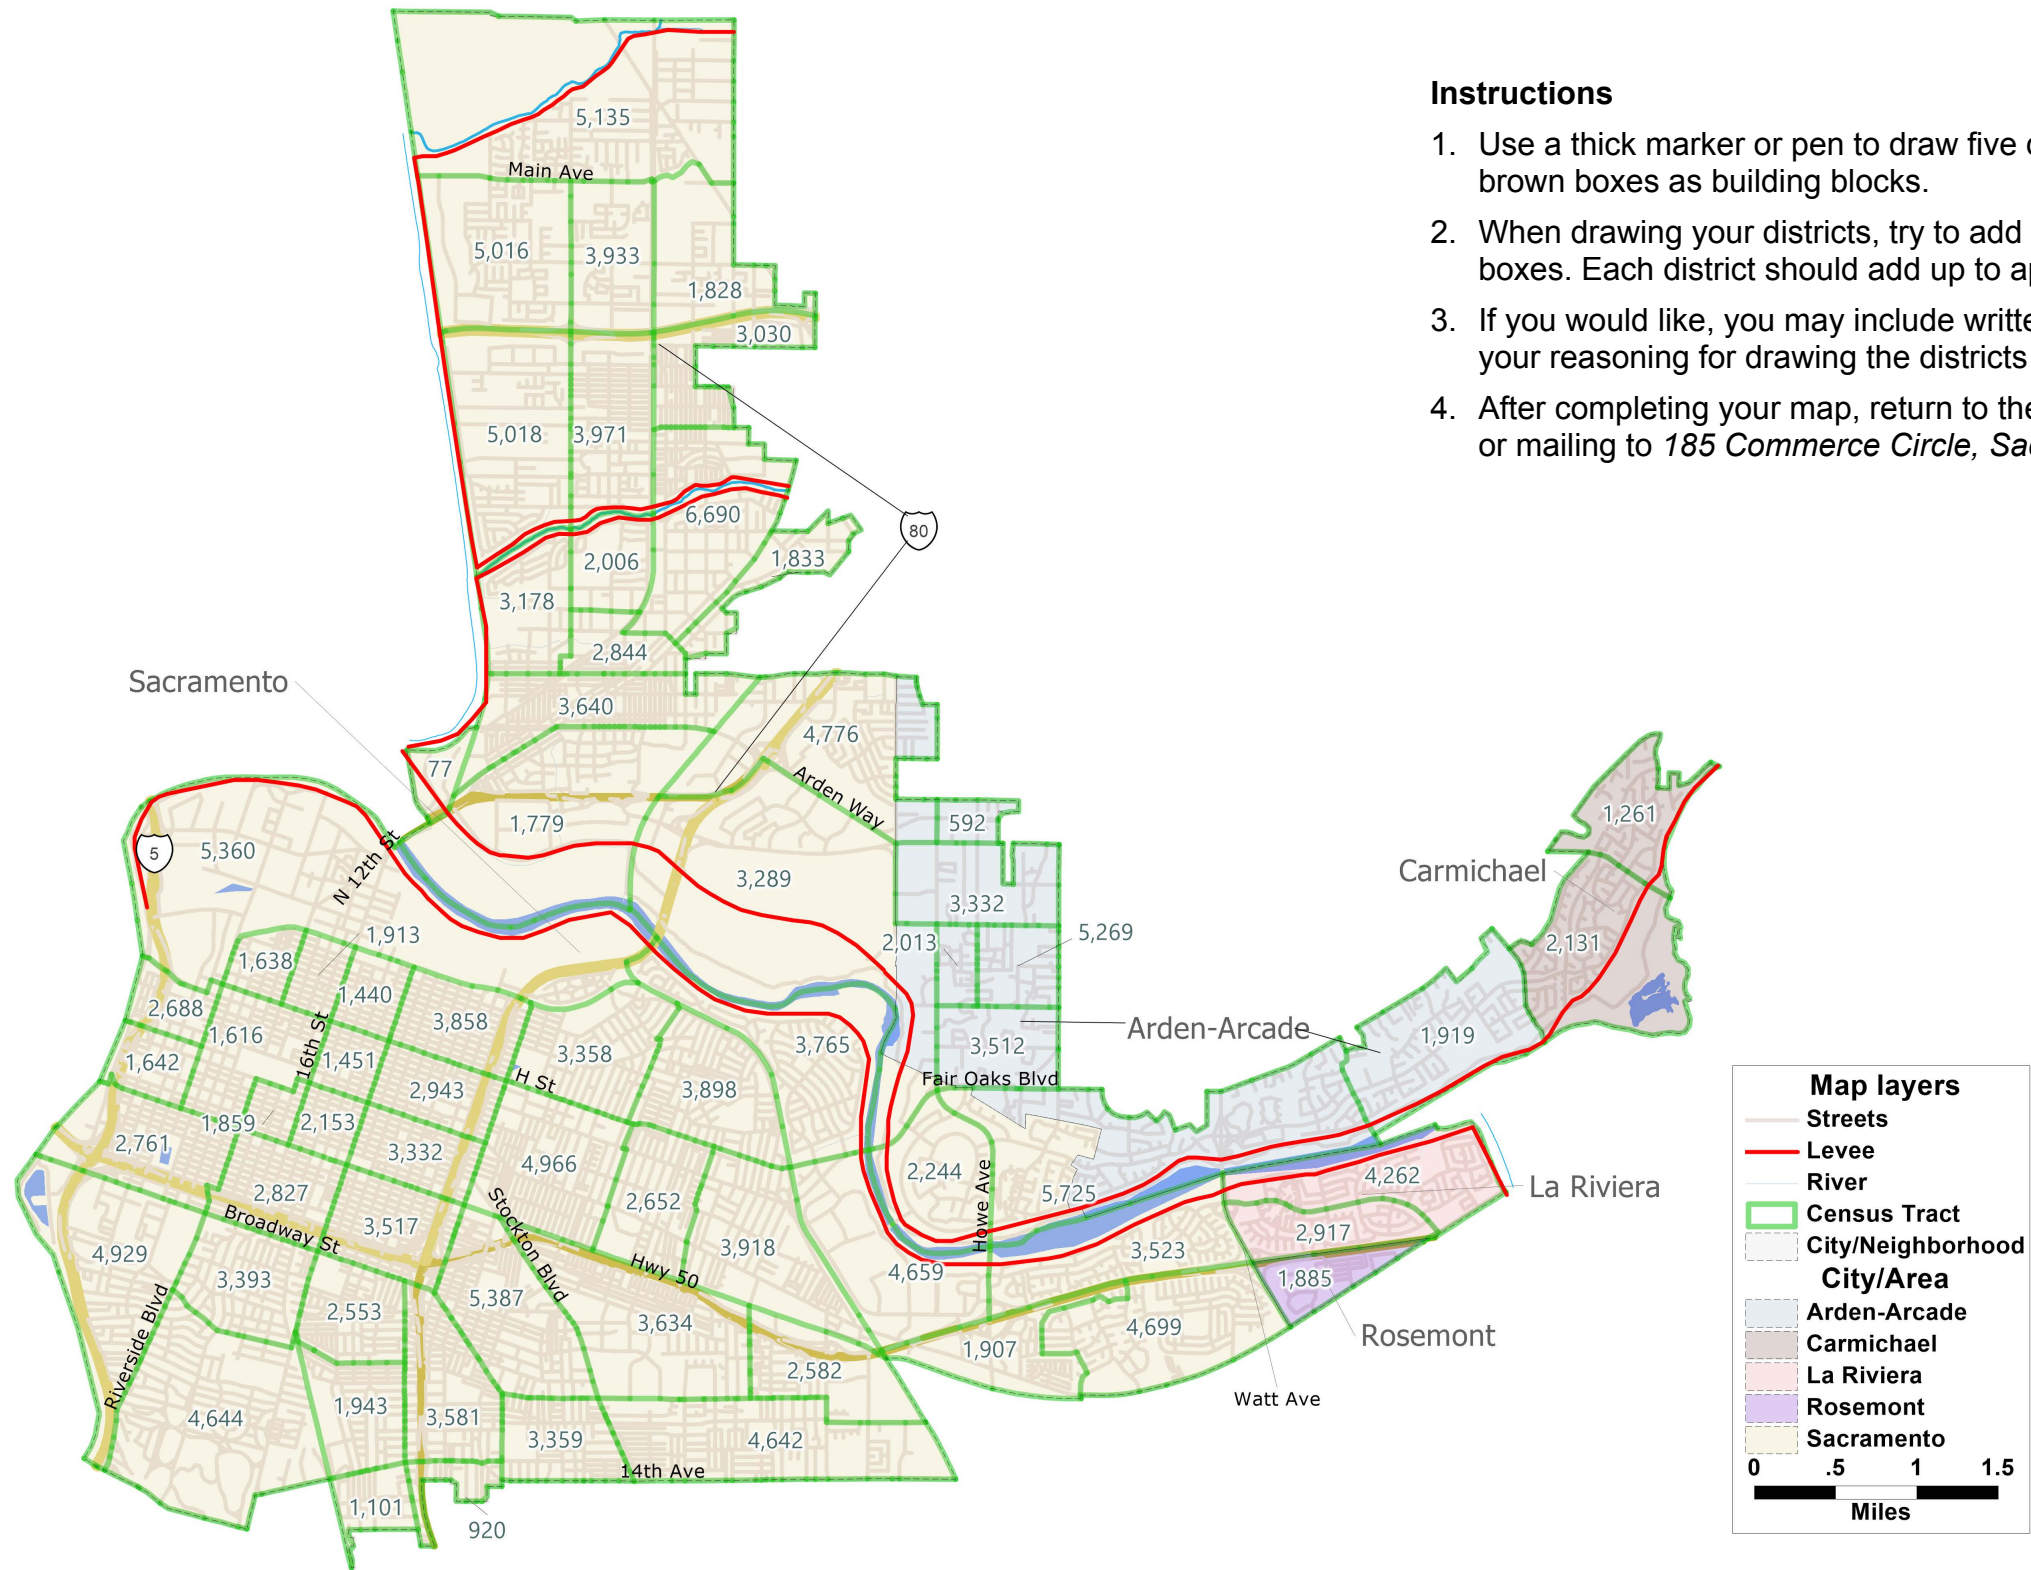 Instructions
1. Use a thick marker or pen to draw five
brown boxes as building blocks.
2. When drawing your districts, try to add
boxes. Each district should add up to
3. If you would like, you may include
your reasoning for drawing the districts
4. After completing your map, return to the
or mailing to 185 Commerce Circle,
5,135
Main Ave
5,016
3,933
1,828
3,030
5,018
3,971
6,690
80
2,006
1,833
3,178
2,844
Sacramento
3,640
4,776
77
Arden Way
1,779
592
1,261
5
5,360
N 12th St
3,289
Carmichael
3,332
1,913
2,013
5,269
2,131
1,638
1,440
2,688
1,616
16th St
3,858
Arden-Arcade
1,919
3,765
3,512
1,642
1,451
3,358
H St
Fair Oaks Blvd
2,943
3,898
1,859
2,153
2,761
3,332
4,966
2,244
Howe Ave
4,262
La Riviera
2,827
2,652
5,725
Stockton Blvd
Broadway St
3,517
2,917
4,929
3,918
3,523
3,393
Hwy 50
4,659
1,885
Riverside Blvd
2,553
5,387
3,634
4,699
Rosemont
1,907
2,582
Watt Ave
4,644
1,943
3,581
3,359
4,642
14th Ave
1,101
920
Map layers
Streets
Levee
River
Census Tract
City/Neighborhood
City/Area
Arden-Arcade
Carmichael
La Riviera
Rosemont
Sacramento
0 .5 1 1.5
Miles